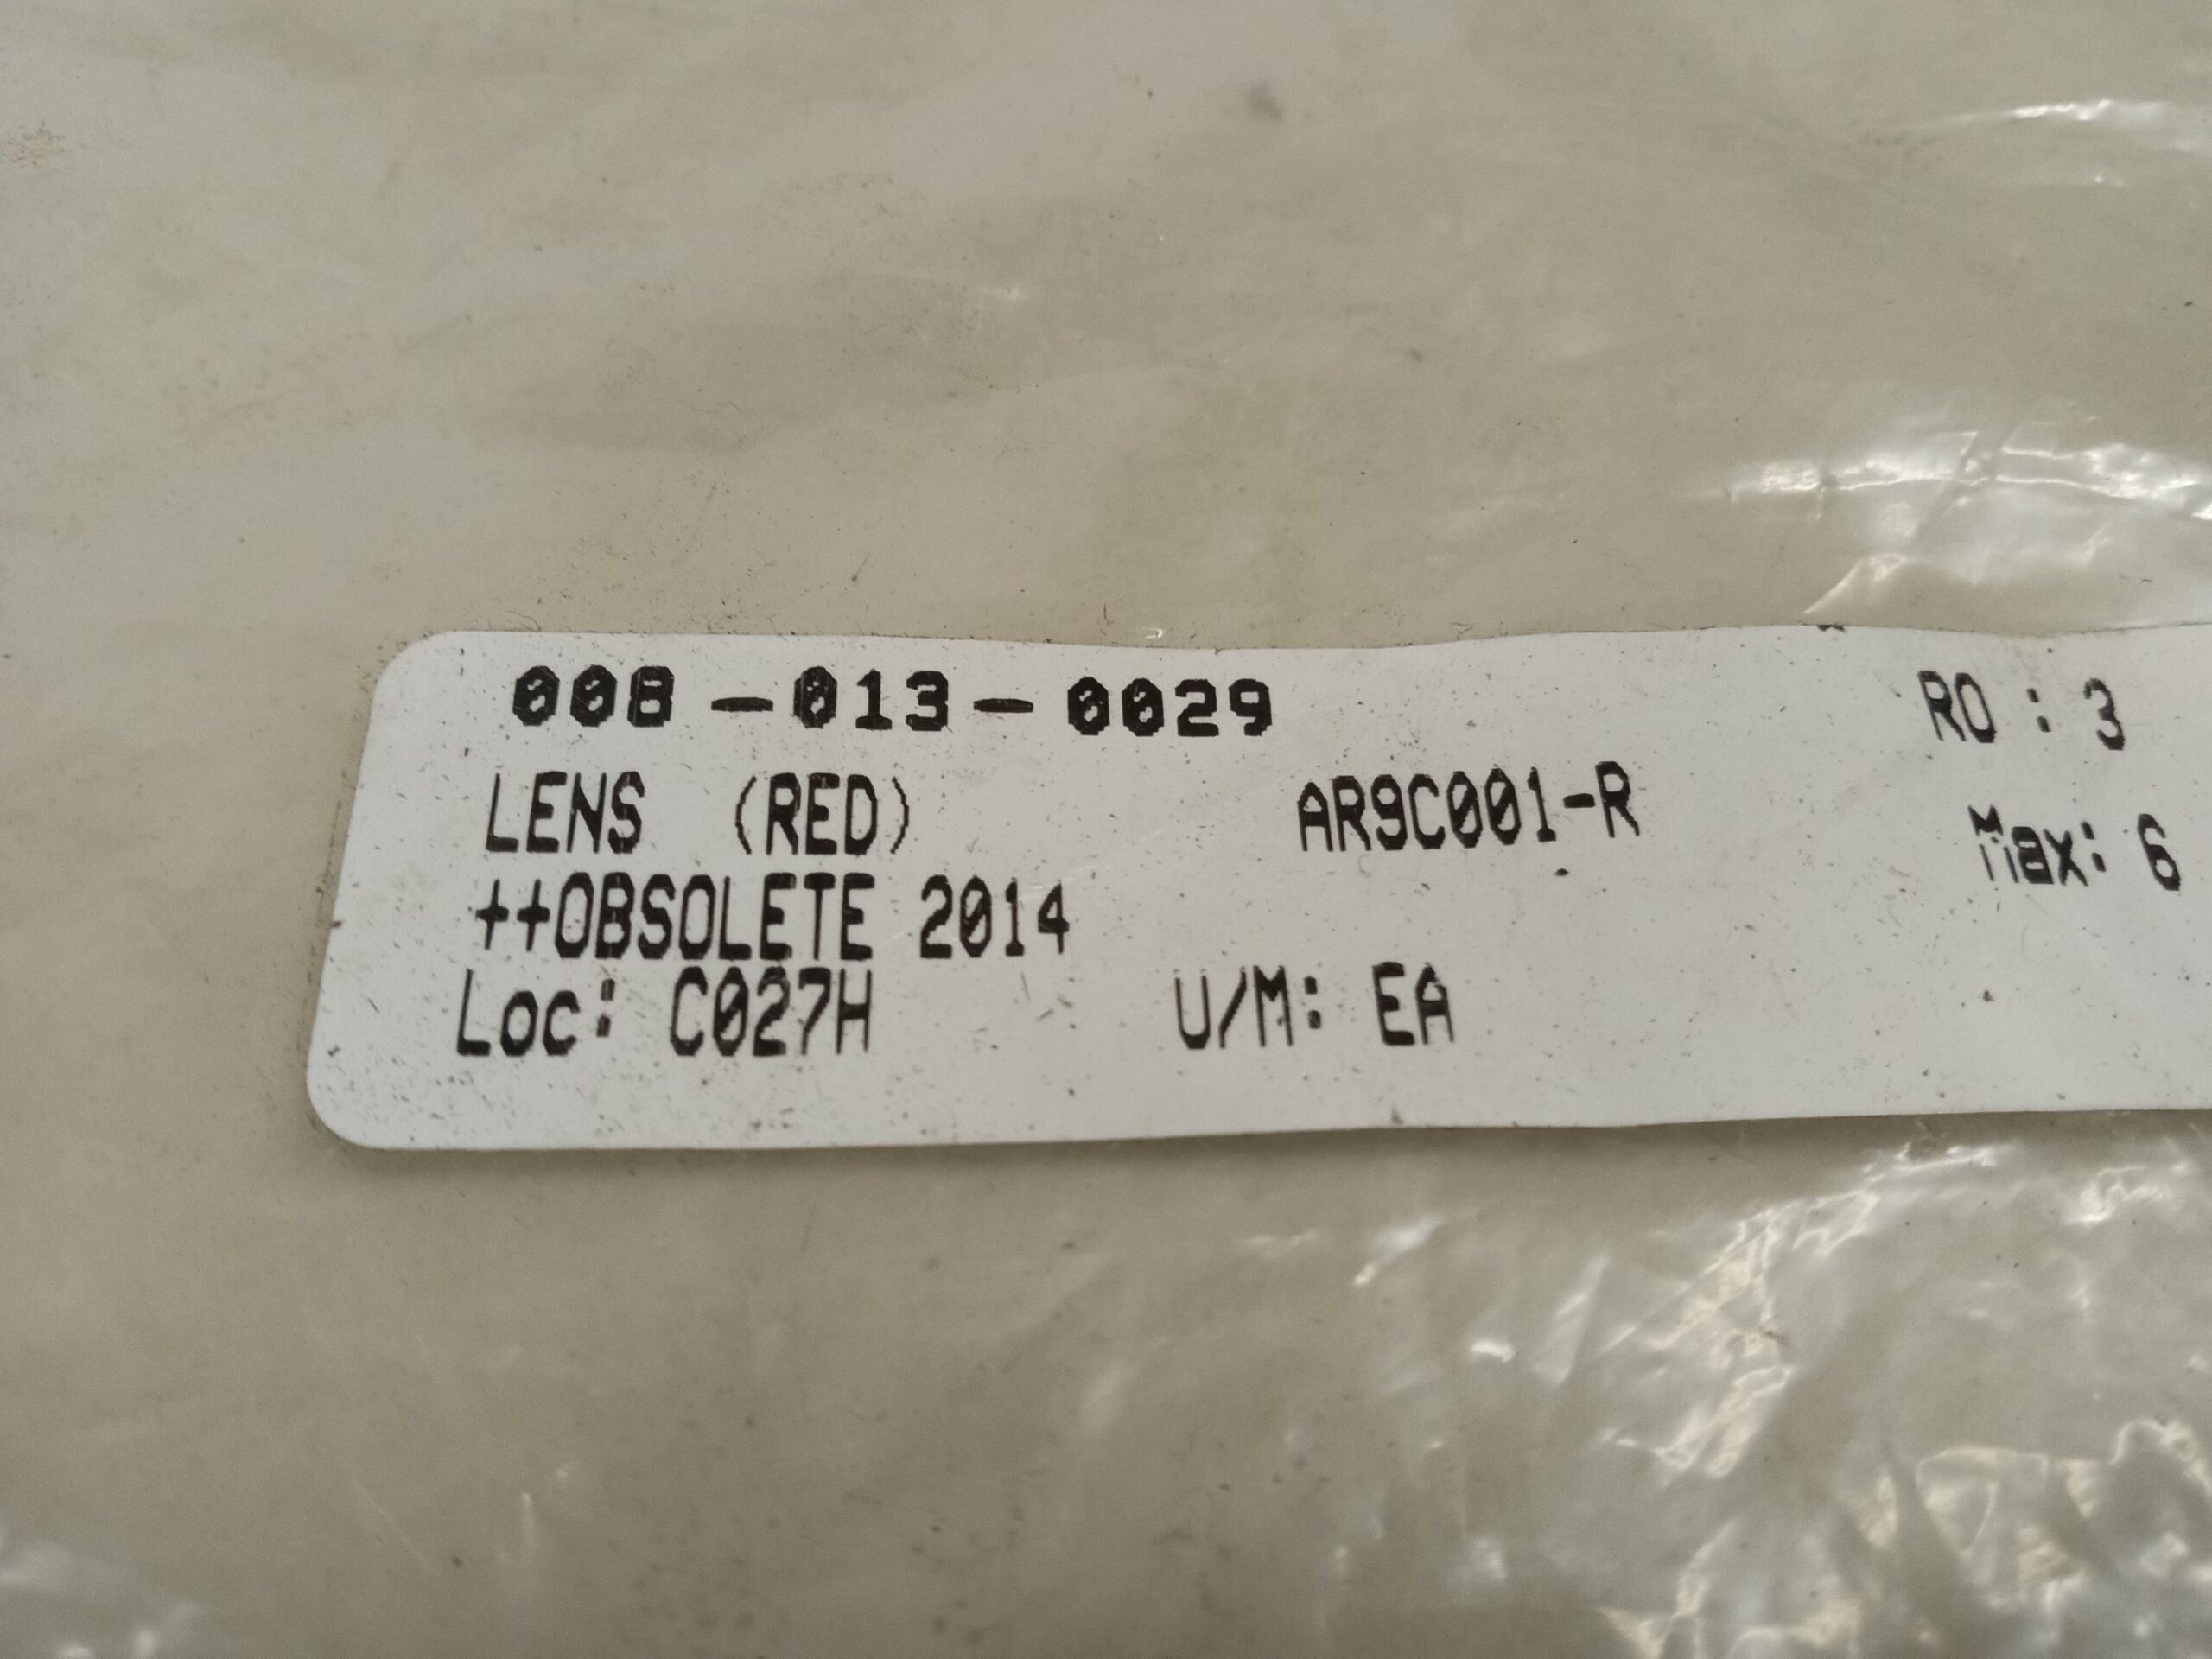 008-013-0029 RO : 3
LENS (RED) AR9C001-R Max: 6
++OBSOLETE 2014
Loc: C027H U/M: EA